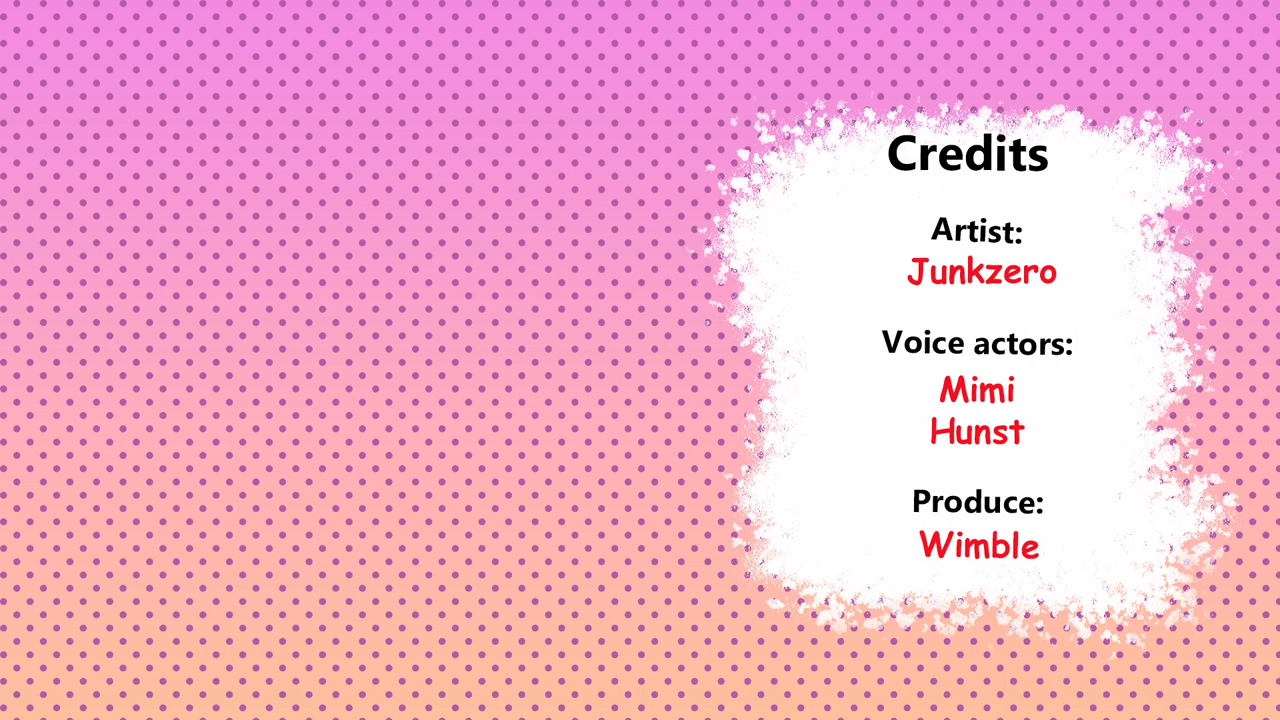 Credits
Artist:
Junkzero
Voice actors:
Mimi
Hunst
Produce:
Wimble